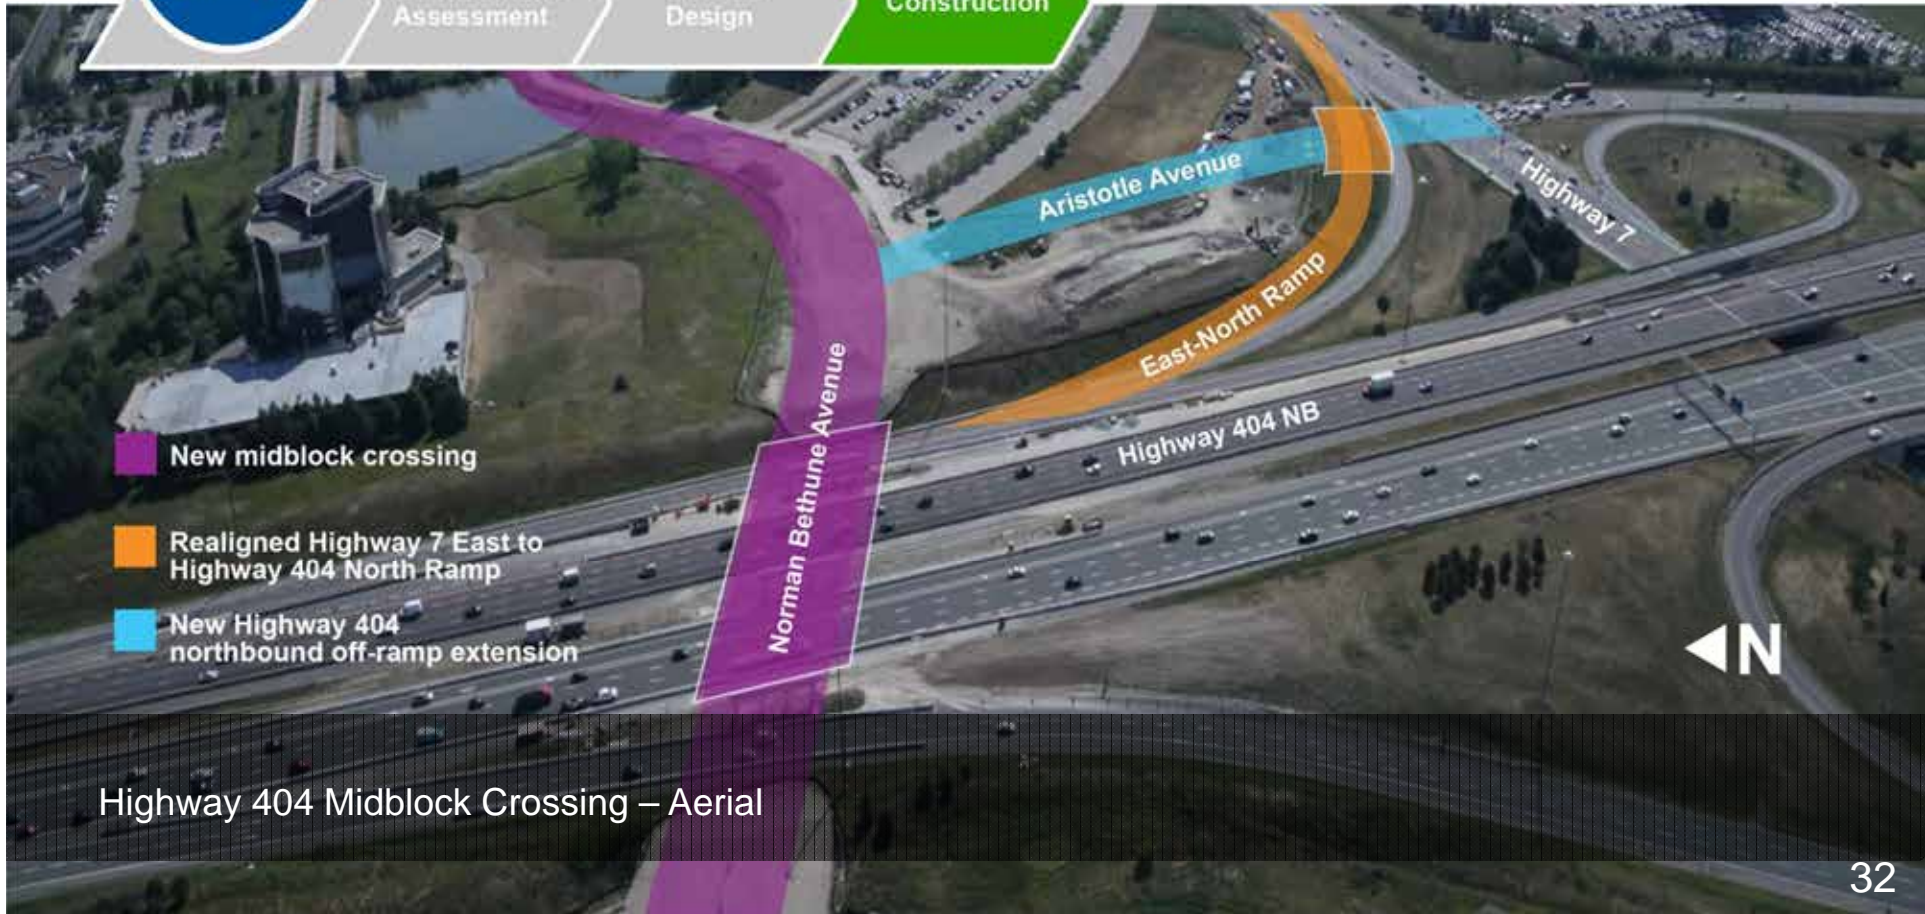 Assessment
Design
Construction
Aristotle Avenue
Highway 7
East-North Ramp
Norman Bethune Avenue
Highway 404 NB
New midblock crossing
Realigned Highway 7 East to
Highway 404 North Ramp
New Highway 404
northbound off-ramp extension
N
Highway 404 Midblock Crossing – Aerial
32